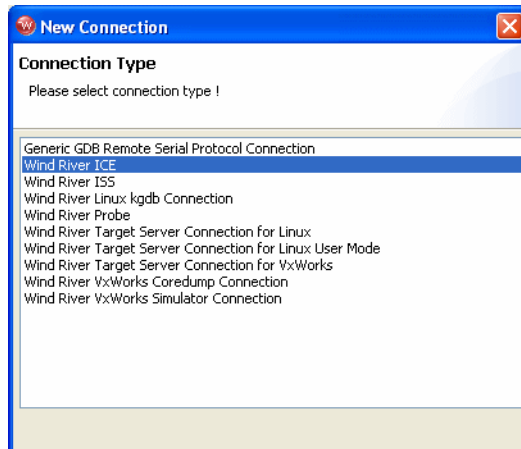 New Connection
Connection Type
Please select connection type !
Generic GDB Remote Serial Protocol Connection
Wind River ICE
Wind River ISS
Wind River Linux kgdb Connection
Wind River Probe
Wind River Target Server Connection for Linux
Wind River Target Server Connection for Linux User Mode
Wind River Target Server Connection for VxWorks
Wind River VxWorks Coredump Connection
Wind River VxWorks Simulator Connection